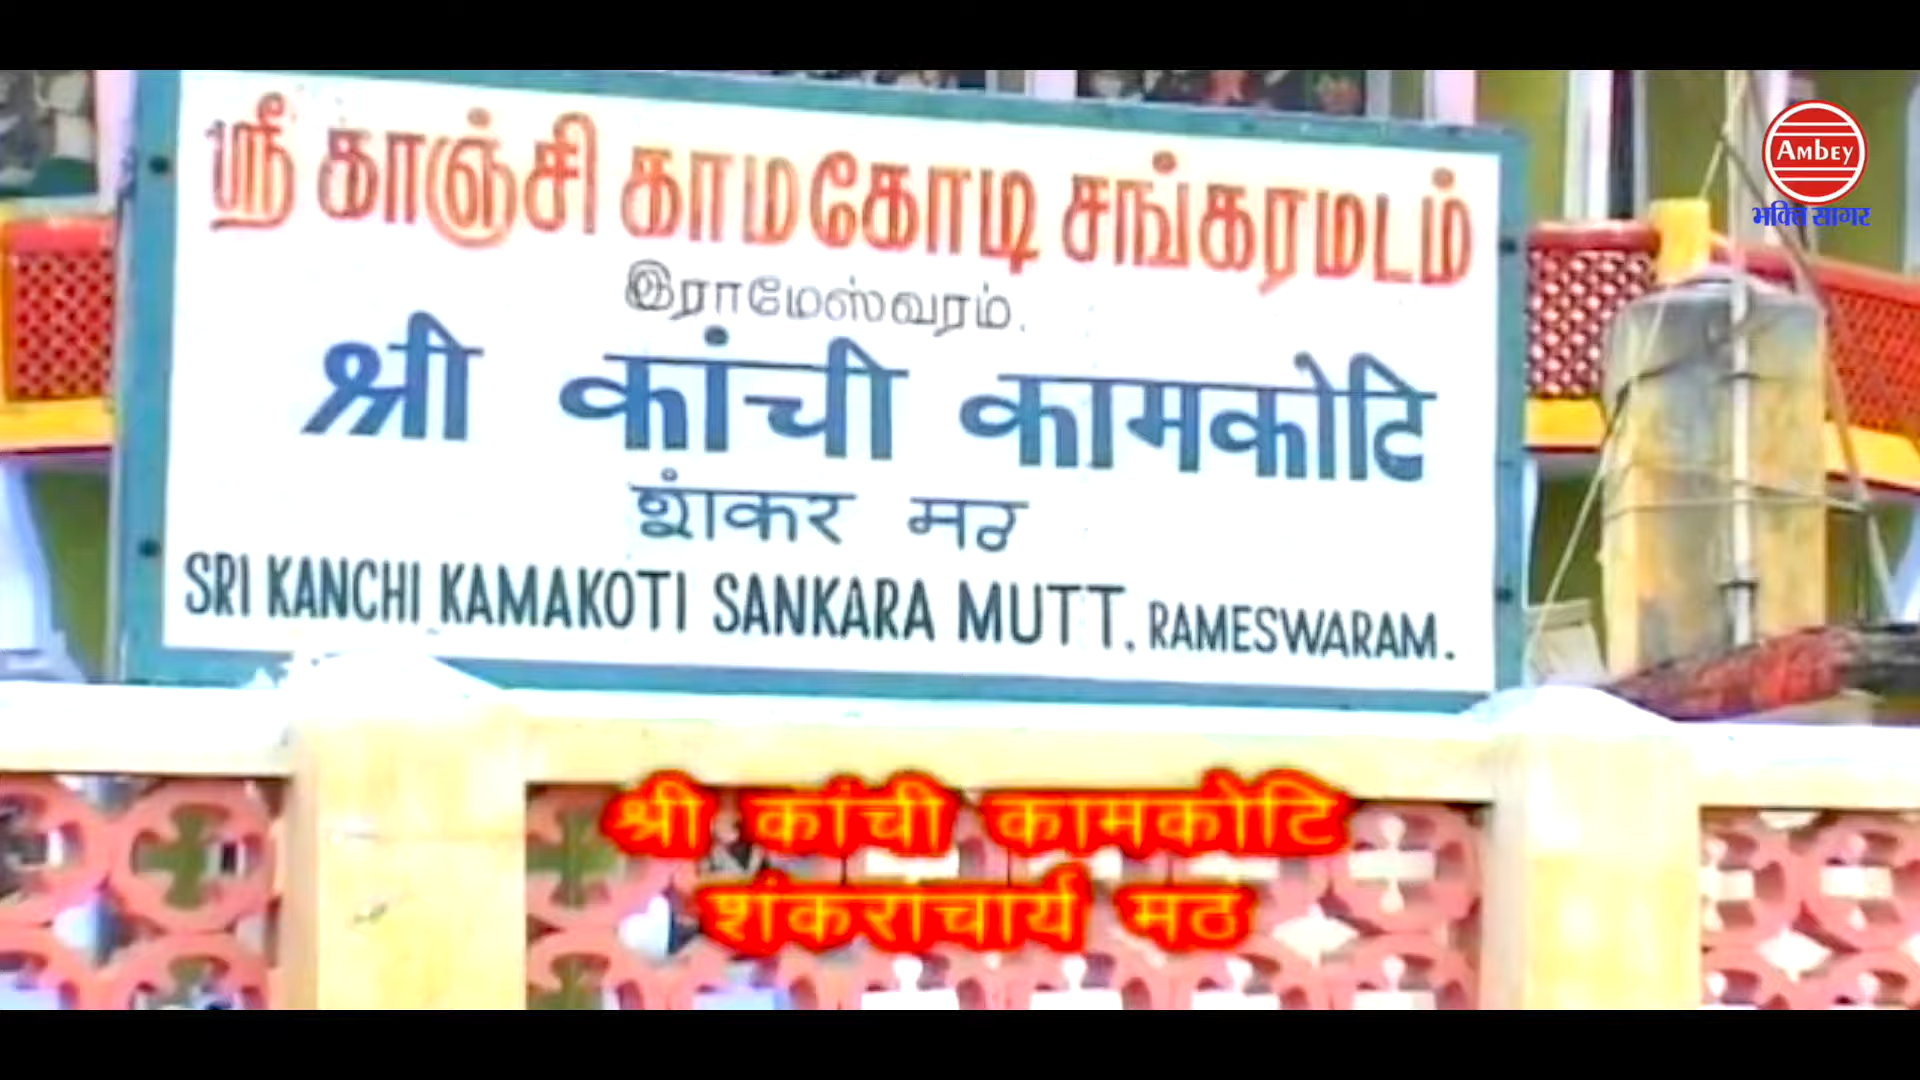 ஸ்ரீ காஞ்சி காமகோடி சங்கரமடம்
இராமேஸ்வரம்.
श्री कांची कामकोटि
शांकर मठ
SRI KANCHI KAMAKOTI SANKARA MUTT. RAMESWARAM.
AMBEY
भक्ति सागर
श्री कांची कामकोटि
शंकराचार्य मठ